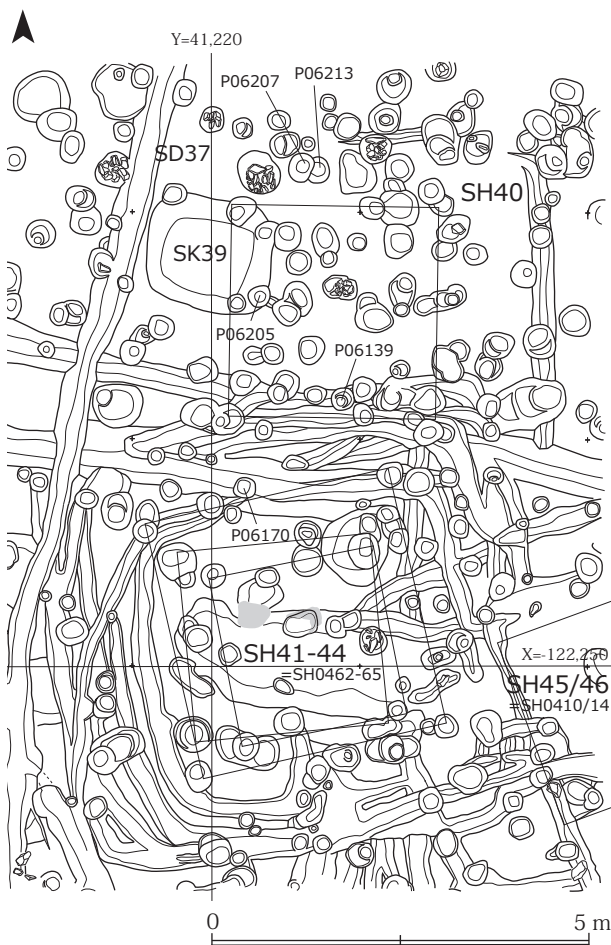 Y=41,220
P06207
P06213
SD37
SH40
SK39
P06205
P06139
P06170
X=-122,250
SH41-44
=SH0462-65
SH45/46
=SH0410/14
0
5 m